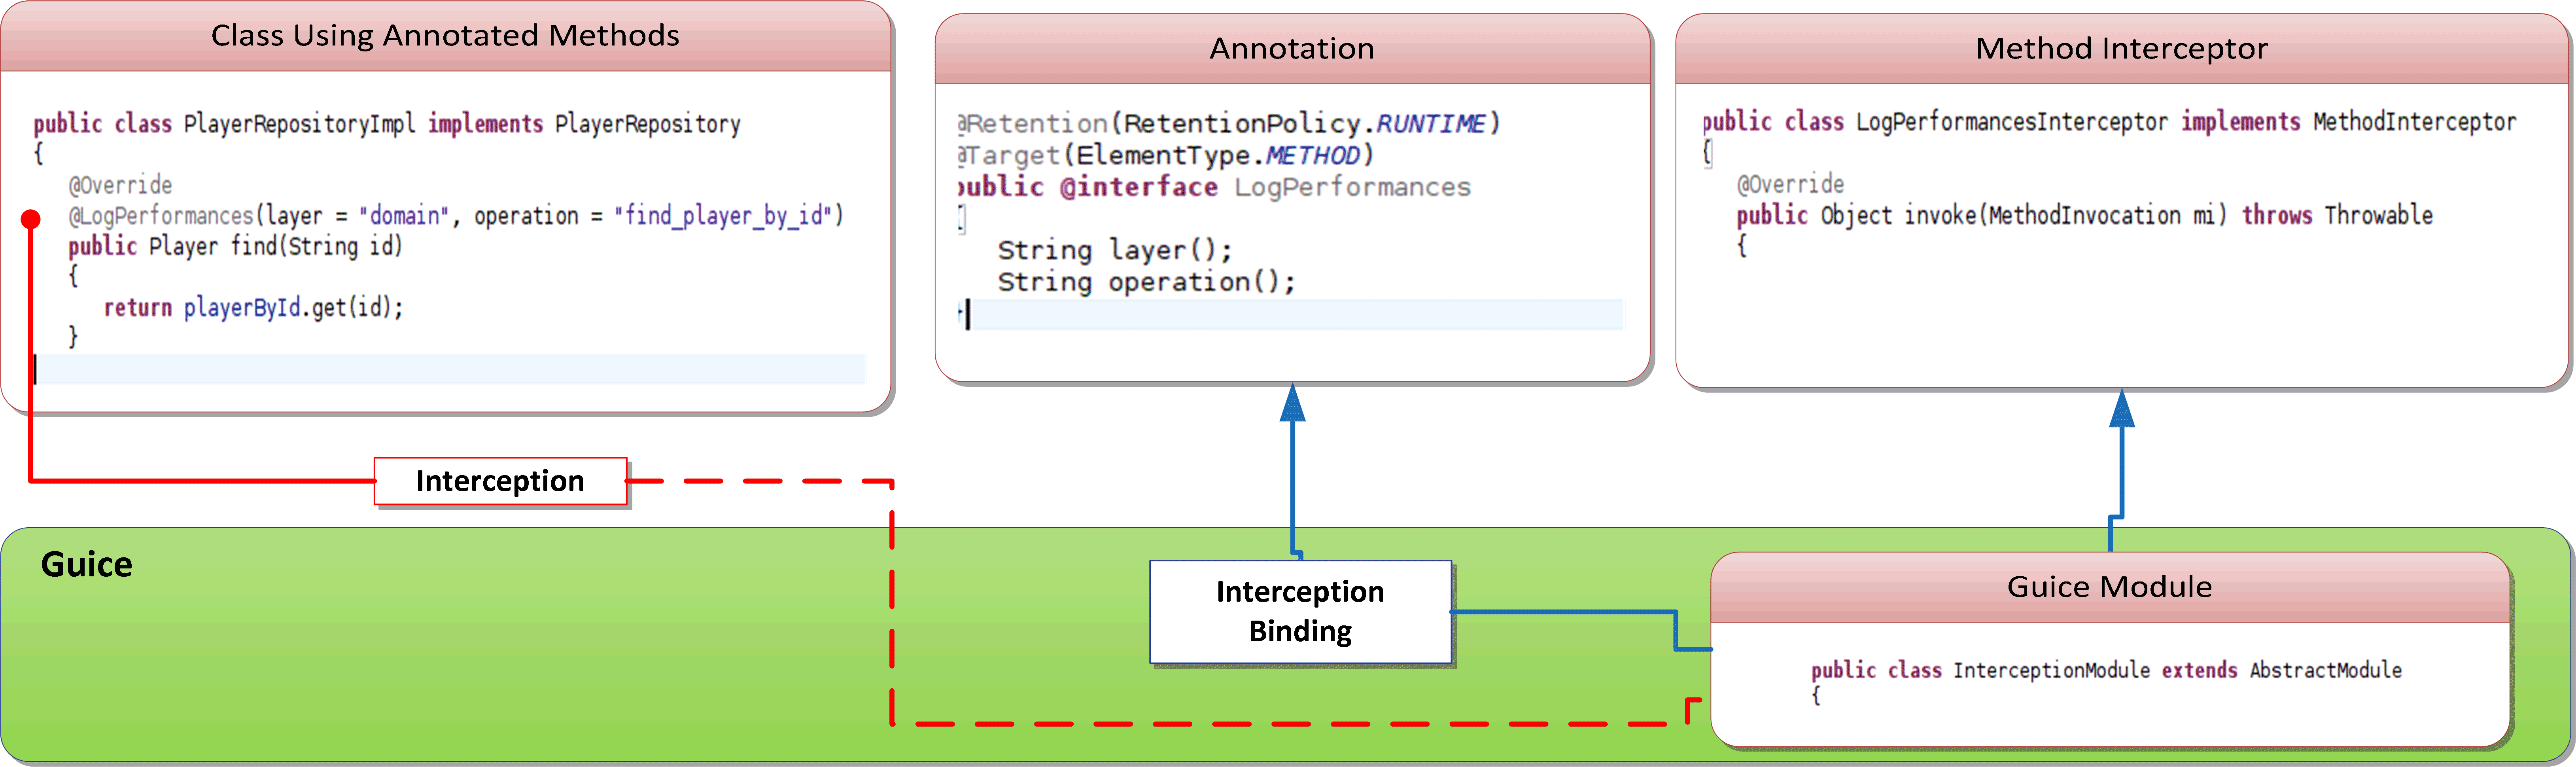 Class Using Annotated Methods
public class PlayerRepositoryImpl implements PlayerRepository
{
@Override
@LogPerformances(layer = "domain", operation = "find_player_by_id")
public Player find(String id)
{
return playerById.get(id);
}
Annotation
@Retention(RetentionPolicy.RUNTIME)
@Target(ElementType.METHOD)
public @interface LogPerformances
{
String layer();
String operation();
Method Interceptor
public class LogPerformancesInterceptor implements MethodInterceptor
{
@Override
public Object invoke(MethodInvocation mi) throws Throwable
{
Interception
Guice
Interception
Binding
Guice Module
public class InterceptionModule extends AbstractModule
{